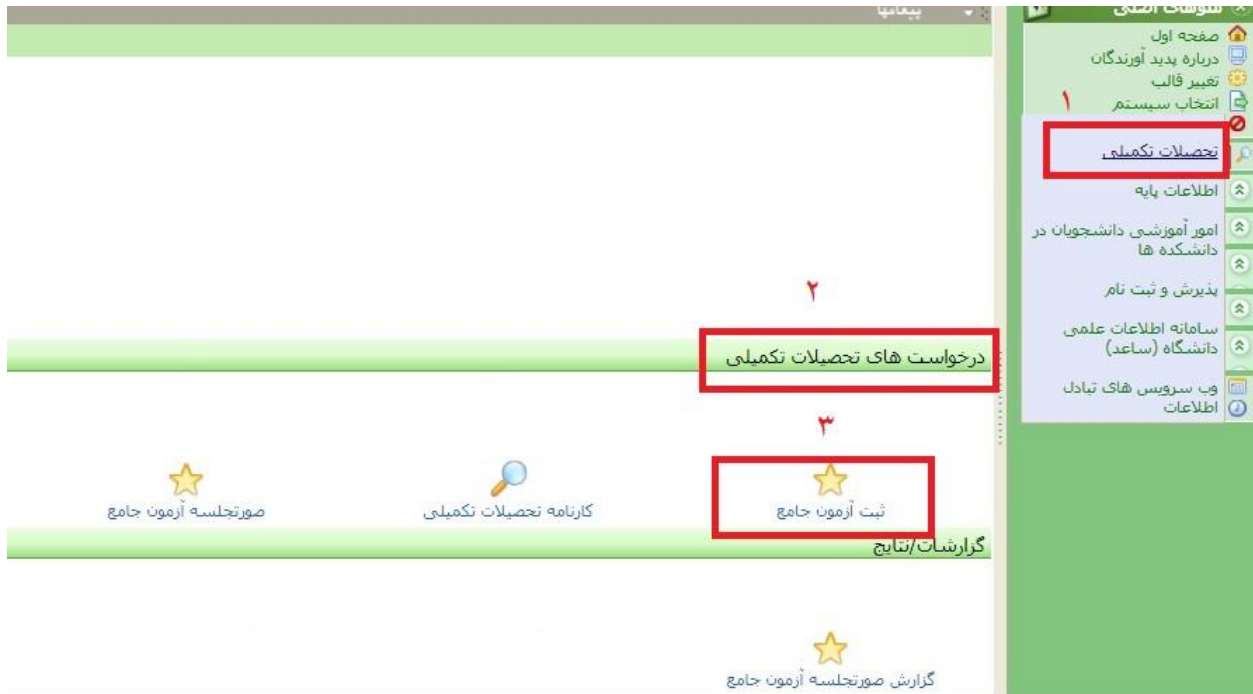 منوهای اصلی
صفحه اول
درباره پدید آورندگان
تغییر قالب
انتخاب سیستم
۱
تحصیلات تکمیلی
اطلاعات پایه
امور آموزشی دانشجویان در
دانشکده ها
پذیرش و ثبت نام
سامانه اطلاعات علمی
دانشگاه (ساعد)
وب سرویس های تبادل
اطلاعات
پیغامها
۲
درخواست های تحصیلات تکمیلی
۳
ثبت آزمون جامع
کارنامه تحصیلات تکمیلی
صورتجلسه آزمون جامع
گزارشات/نتایج
گزارش صورتجلسه آزمون جامع